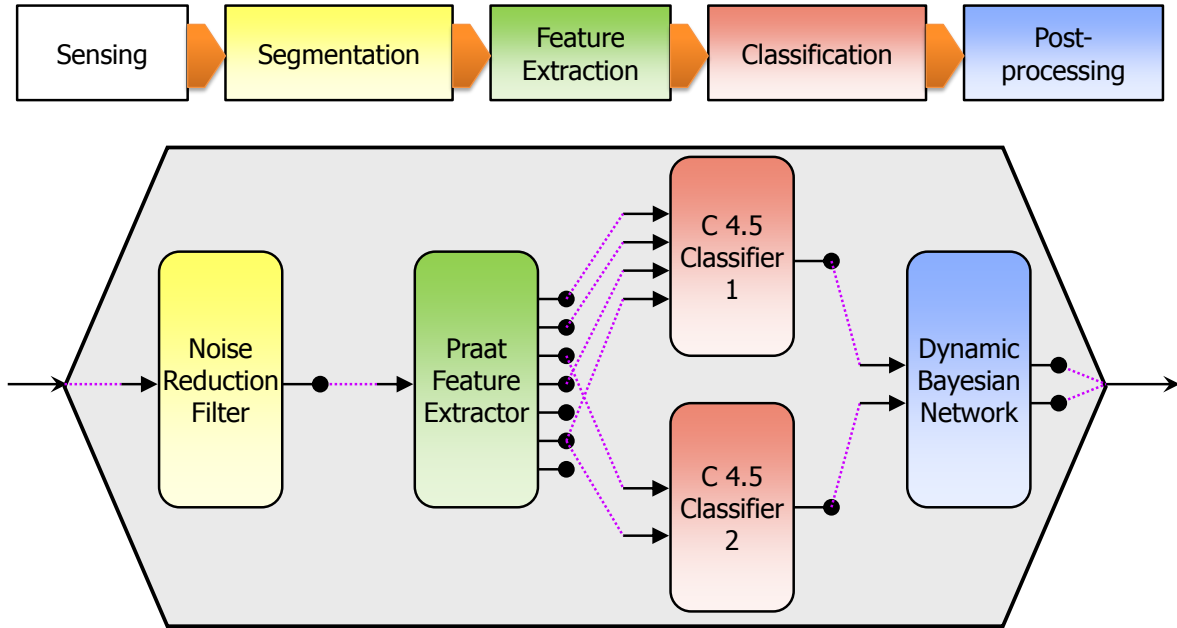 Sensing
Segmentation
Feature
Extraction
Classification
Post-
processing
Noise
Reduction
Filter
Praat
Feature
Extractor
C 4.5
Classifier
1
C 4.5
Classifier
2
Dynamic
Bayesian
Network